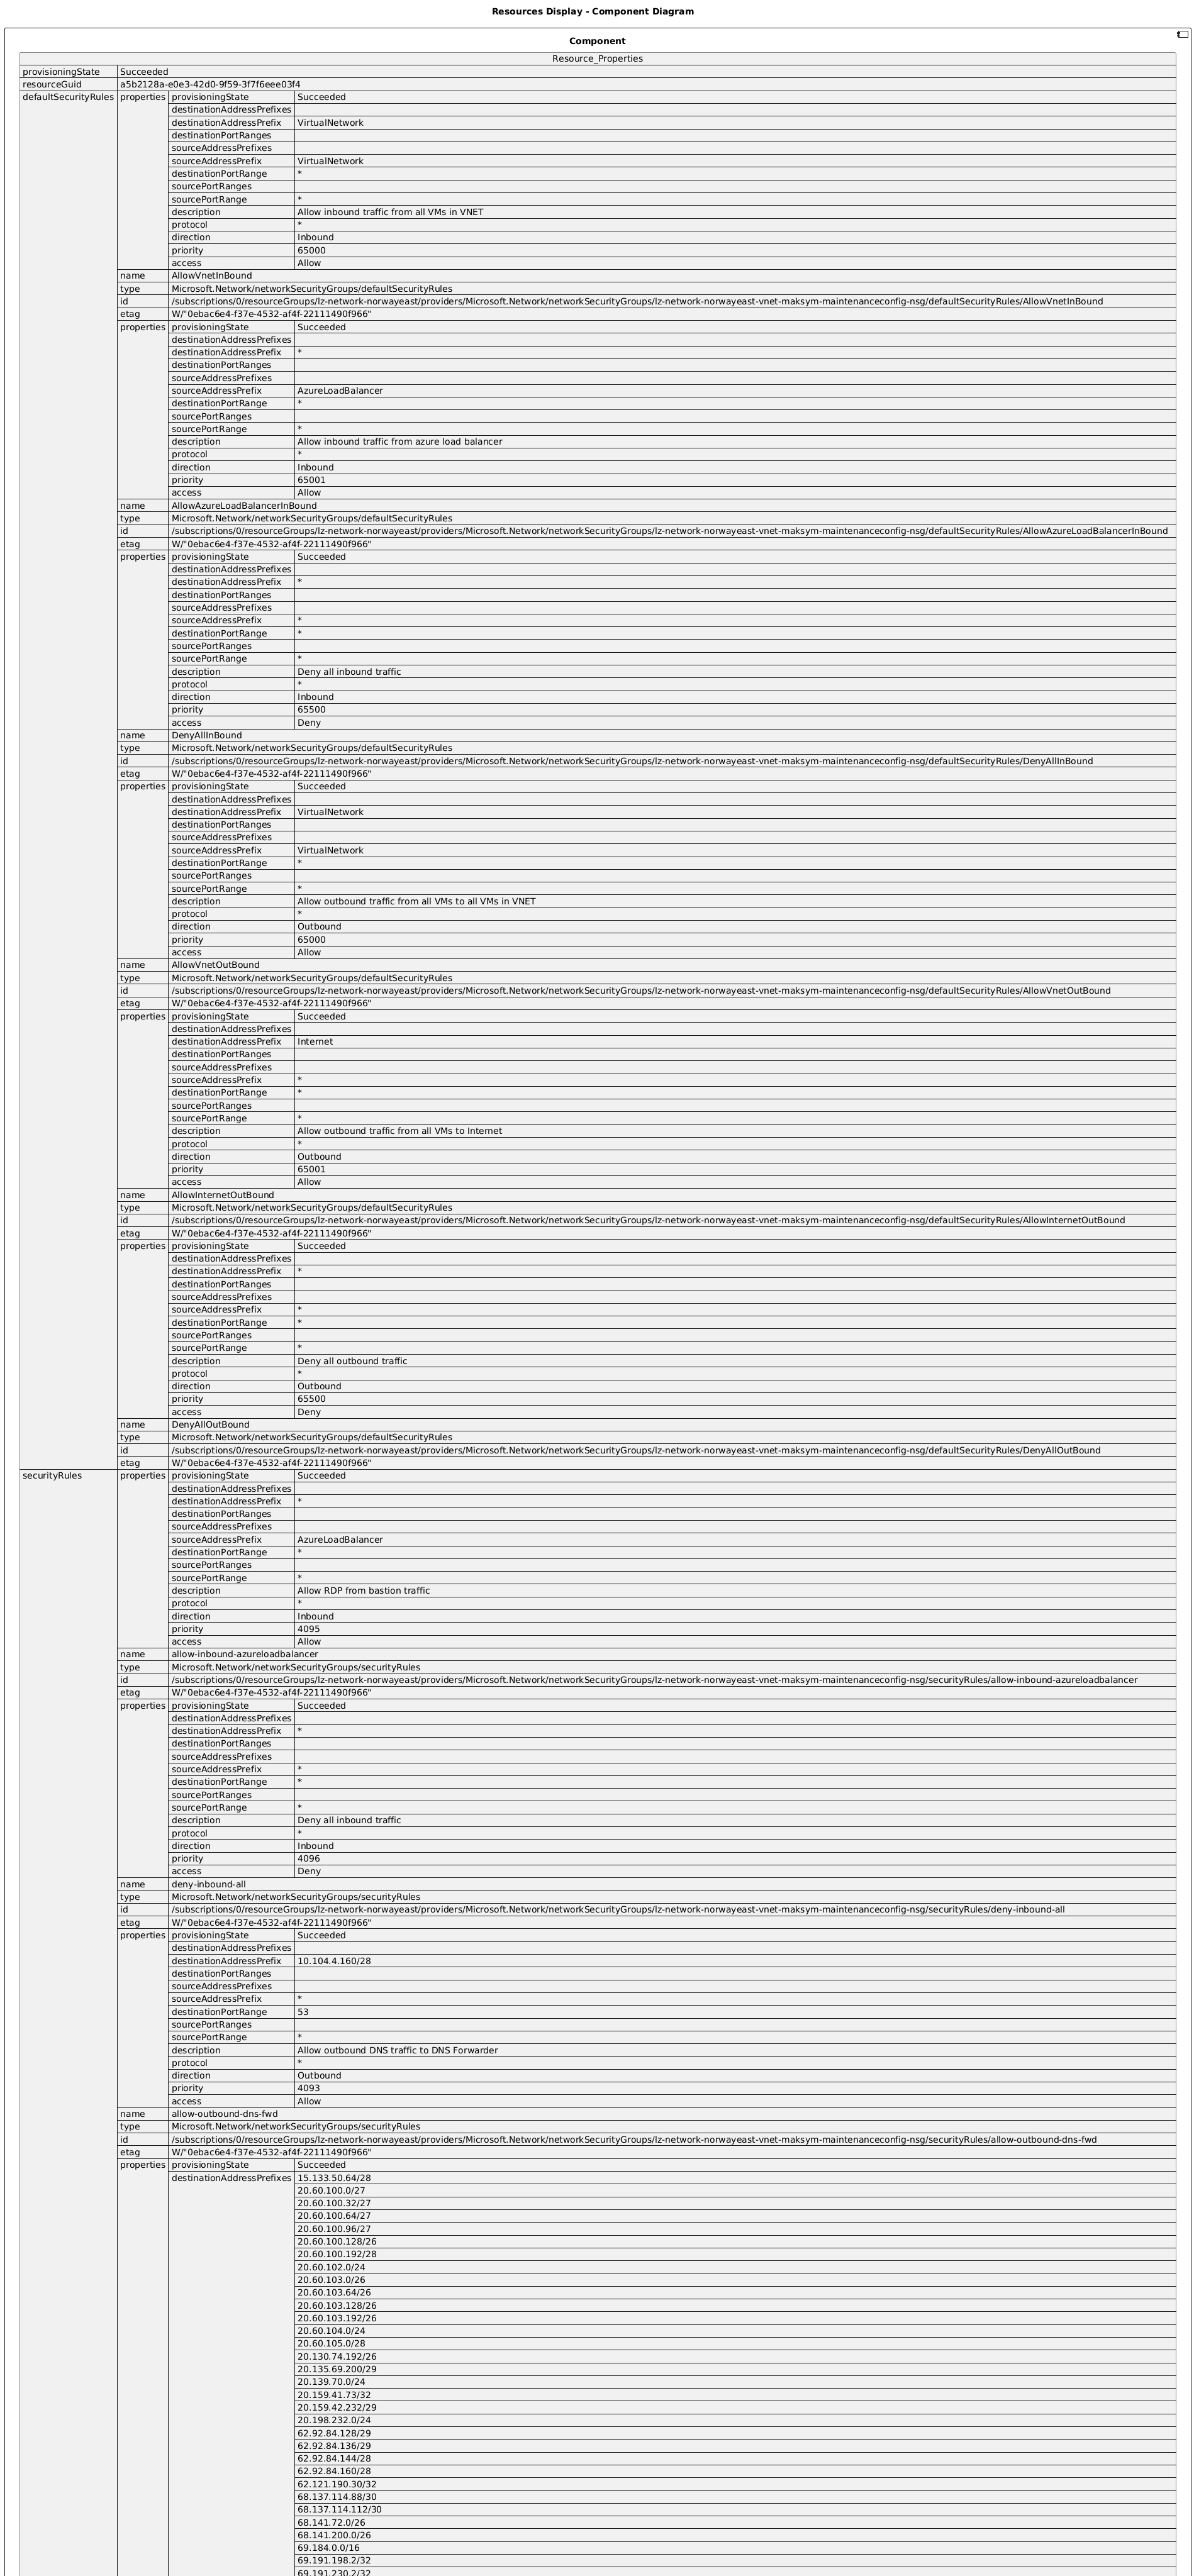 Resources Display - Component Diagram
Component
Resource_Properties
provisioningState Succeeded
resourceGuid a5b2128a-e0e3-42d0-9f59-3f7f6eee03f4
defaultSecurityRules properties provisioningState Succeeded
destinationAddressPrefixes
destinationAddressPrefix VirtualNetwork
destinationPortRanges
sourceAddressPrefixes
sourceAddressPrefix VirtualNetwork
destinationPortRange *
sourcePortRanges
sourcePortRange *
description Allow inbound traffic from all VMs in VNET
protocol *
direction Inbound
priority 65000
access Allow
name AllowVnetInBound
type Microsoft.Network/networkSecurityGroups/defaultSecurityRules
id /subscriptions/0/resourceGroups/lz-network-norwayeast/providers/Microsoft.Network/networkSecurityGroups/lz-network-norwayeast-vnet-maksym-maintenanceconfig-nsg/defaultSecurityRules/AllowVnetInBound
etag W/"0ebac6e4-f37e-4532-af4f-22111490f966"
properties provisioningState Succeeded
destinationAddressPrefixes
destinationAddressPrefix *
destinationPortRanges
sourceAddressPrefixes
sourceAddressPrefix AzureLoadBalancer
destinationPortRange *
sourcePortRanges
sourcePortRange *
description Allow inbound traffic from azure load balancer
protocol *
direction Inbound
priority 65001
access Allow
name AllowAzureLoadBalancerInBound
type Microsoft.Network/networkSecurityGroups/defaultSecurityRules
id /subscriptions/0/resourceGroups/lz-network-norwayeast/providers/Microsoft.Network/networkSecurityGroups/lz-network-norwayeast-vnet-maksym-maintenanceconfig-nsg/defaultSecurityRules/AllowAzureLoadBalancerInBound
etag W/"0ebac6e4-f37e-4532-af4f-22111490f966"
properties provisioningState Succeeded
destinationAddressPrefixes
destinationAddressPrefix *
destinationPortRanges
sourceAddressPrefixes
sourceAddressPrefix *
destinationPortRange *
sourcePortRanges
sourcePortRange *
description Deny all inbound traffic
protocol *
direction Inbound
priority 65500
access Deny
name DenyAllInBound
type Microsoft.Network/networkSecurityGroups/defaultSecurityRules
id /subscriptions/0/resourceGroups/lz-network-norwayeast/providers/Microsoft.Network/networkSecurityGroups/lz-network-norwayeast-vnet-maksym-maintenanceconfig-nsg/defaultSecurityRules/DenyAllInBound
etag W/"0ebac6e4-f37e-4532-af4f-22111490f966"
properties provisioningState Succeeded
destinationAddressPrefixes
destinationAddressPrefix VirtualNetwork
destinationPortRanges
sourceAddressPrefixes
sourceAddressPrefix VirtualNetwork
destinationPortRange *
sourcePortRanges
sourcePortRange *
description Allow outbound traffic from all VMs to all VMs in VNET
protocol *
direction Outbound
priority 65000
access Allow
name AllowVnetOutBound
type Microsoft.Network/networkSecurityGroups/defaultSecurityRules
id /subscriptions/0/resourceGroups/lz-network-norwayeast/providers/Microsoft.Network/networkSecurityGroups/lz-network-norwayeast-vnet-maksym-maintenanceconfig-nsg/defaultSecurityRules/AllowVnetOutBound
etag W/"0ebac6e4-f37e-4532-af4f-22111490f966"
properties provisioningState Succeeded
destinationAddressPrefixes
destinationAddressPrefix Internet
destinationPortRanges
sourceAddressPrefixes
sourceAddressPrefix *
destinationPortRange *
sourcePortRanges
sourcePortRange *
description Allow outbound traffic from all VMs to Internet
protocol *
direction Outbound
priority 65001
access Allow
name AllowInternetOutBound
type Microsoft.Network/networkSecurityGroups/defaultSecurityRules
id /subscriptions/0/resourceGroups/lz-network-norwayeast/providers/Microsoft.Network/networkSecurityGroups/lz-network-norwayeast-vnet-maksym-maintenanceconfig-nsg/defaultSecurityRules/AllowInternetOutBound
etag W/"0ebac6e4-f37e-4532-af4f-22111490f966"
properties provisioningState Succeeded
destinationAddressPrefixes
destinationAddressPrefix *
destinationPortRanges
sourceAddressPrefixes
sourceAddressPrefix *
destinationPortRange *
sourcePortRanges
sourcePortRange *
description Deny all outbound traffic
protocol *
direction Outbound
priority 65500
access Deny
name DenyAllOutBound
type Microsoft.Network/networkSecurityGroups/defaultSecurityRules
id /subscriptions/0/resourceGroups/lz-network-norwayeast/providers/Microsoft.Network/networkSecurityGroups/lz-network-norwayeast-vnet-maksym-maintenanceconfig-nsg/defaultSecurityRules/DenyAllOutBound
etag W/"0ebac6e4-f37e-4532-af4f-22111490f966"
securityRules properties provisioningState Succeeded
destinationAddressPrefixes
destinationAddressPrefix *
destinationPortRanges
sourceAddressPrefixes
sourceAddressPrefix AzureLoadBalancer
destinationPortRange *
sourcePortRanges
sourcePortRange *
description Allow RDP from bastion traffic
protocol *
direction Inbound
priority 4095
access Allow
name allow-inbound-azureloadbalancer
type Microsoft.Network/networkSecurityGroups/securityRules
id /subscriptions/0/resourceGroups/lz-network-norwayeast/providers/Microsoft.Network/networkSecurityGroups/lz-network-norwayeast-vnet-maksym-maintenanceconfig-nsg/securityRules/allow-inbound-azureloadbalancer
etag W/"0ebac6e4-f37e-4532-af4f-22111490f966"
properties provisioningState Succeeded
destinationAddressPrefixes
destinationAddressPrefix *
destinationPortRanges
sourceAddressPrefixes
sourceAddressPrefix *
destinationPortRange *
sourcePortRanges
sourcePortRange *
description Deny all inbound traffic
protocol *
direction Inbound
priority 4096
access Deny
name deny-inbound-all
type Microsoft.Network/networkSecurityGroups/securityRules
id /subscriptions/0/resourceGroups/lz-network-norwayeast/providers/Microsoft.Network/networkSecurityGroups/lz-network-norwayeast-vnet-maksym-maintenanceconfig-nsg/securityRules/deny-inbound-all
etag W/"0ebac6e4-f37e-4532-af4f-22111490f966"
properties provisioningState Succeeded
destinationAddressPrefixes
destinationAddressPrefix 10.104.4.160/28
destinationPortRanges
sourceAddressPrefixes
sourceAddressPrefix *
destinationPortRange 53
sourcePortRanges
sourcePortRange *
description Allow outbound DNS traffic to DNS Forwarder
protocol *
direction Outbound
priority 4093
access Allow
name allow-outbound-dns-fwd
type Microsoft.Network/networkSecurityGroups/securityRules
id /subscriptions/0/resourceGroups/lz-network-norwayeast/providers/Microsoft.Network/networkSecurityGroups/lz-network-norwayeast-vnet-maksym-maintenanceconfig-nsg/securityRules/allow-outbound-dns-fwd
etag W/"0ebac6e4-f37e-4532-af4f-22111490f966"
properties provisioningState Succeeded
destinationAddressPrefixes 15.133.50.64/28
20.60.100.0/27
20.60.100.32/27
20.60.100.64/27
20.60.100.96/27
20.60.100.128/26
20.60.100.192/28
20.60.102.0/24
20.60.103.0/26
20.60.103.64/26
20.60.103.128/26
20.60.103.192/26
20.60.104.0/24
20.60.105.0/28
20.130.74.192/26
20.135.69.200/29
20.139.70.0/24
20.159.41.73/32
20.159.42.232/29
20.198.232.0/24
62.92.84.128/29
62.92.84.136/29
62.92.84.144/28
62.92.84.160/28
62.121.190.30/32
68.137.114.88/30
68.137.114.112/30
68.141.72.0/26
68.141.200.0/26
69.184.0.0/16
69.191.198.2/32
69.191.230.2/32